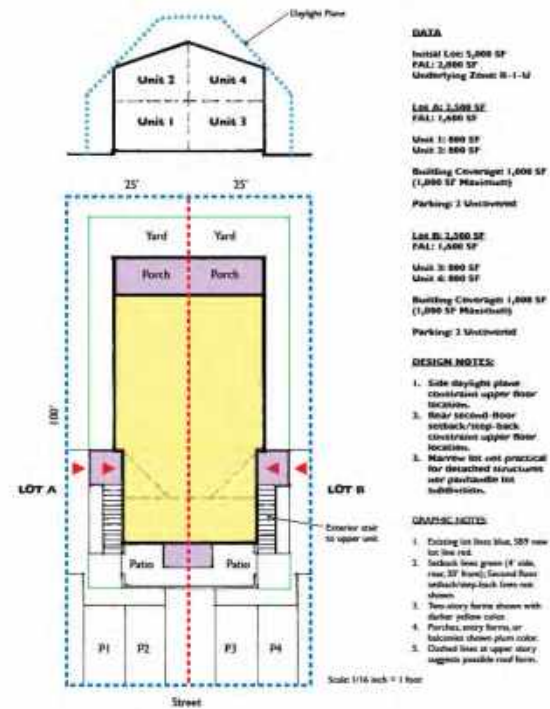 Daylight Plane
Unit 2
Unit 4
Unit 1
Unit 3
25'
25'
Yard
Yard
Porch
Porch
100'
LOT A
LOT B
Exterior stair
to upper unit
Patio
Patio
P1
P2
P3
P4
Scale: 1/16 inch = 1 foot
Street
DATA
Initial Lot: 5,000 SF
Underlying Zone: R-1-U
Lot A: 2,500 SF
FAL: 1,600 SF
Unit 1: 800 SF
Unit 2: 800 SF
Building Coverage: 1,000 SF
(1,000 SF Maximum)
Parking: 2 Uncovered
Lot B: 2,500 SF
FAL: 1,600 SF
Unit 3: 800 SF
Unit 4: 800 SF
Building Coverage: 1,000 SF
(1,000 SF Maximum)
Parking: 2 Uncovered
DESIGN NOTES:
1. Side daylight plane
constrains upper floor
location.
2. Rear second-floor
setback/step-back
constrains upper floor
location.
3. Narrow lot not practical
for detached structures
nor panhandle lot
subdivision.
GRAPHIC NOTES
1. Existing lot lines blue, SB9 new
lot line red.
2. Setback lines green (4' side,
rear, 20' front); Second floor
setback/step-back lines not
shown.
3. Two-story forms shown with
darker yellow color.
4. Porches, entry forms, or
balconies shown plum color.
5. Dashed lines at upper story
suggests possible roof form.